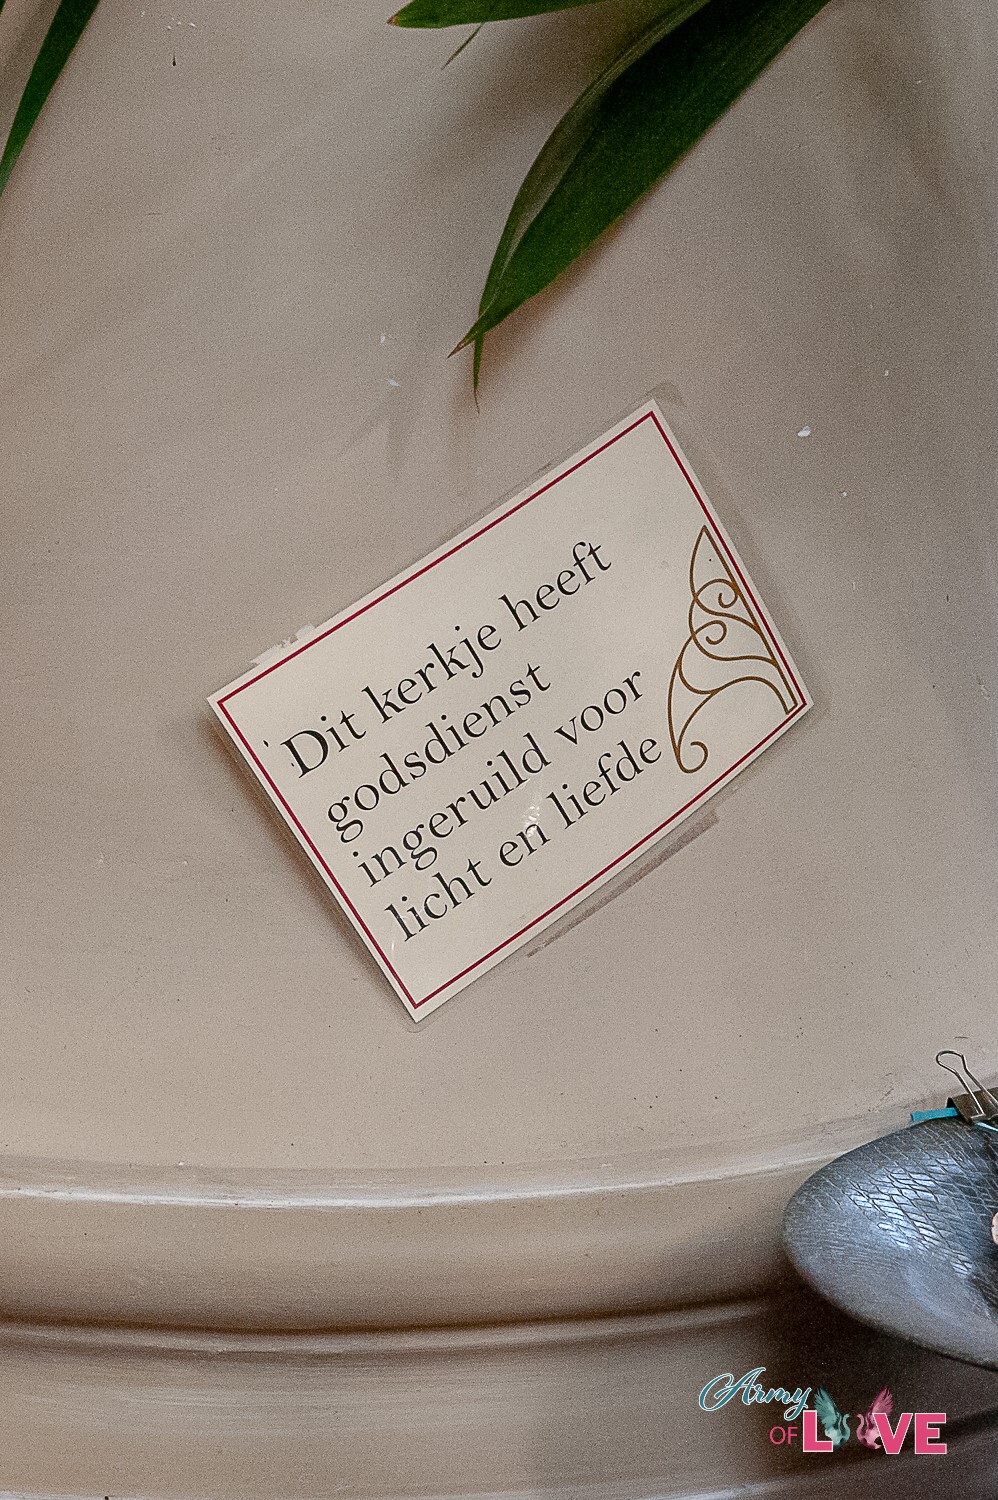 Dit kerkje heeft
godsdienst
ingeruild voor
licht en liefde
Army
OF LOVE